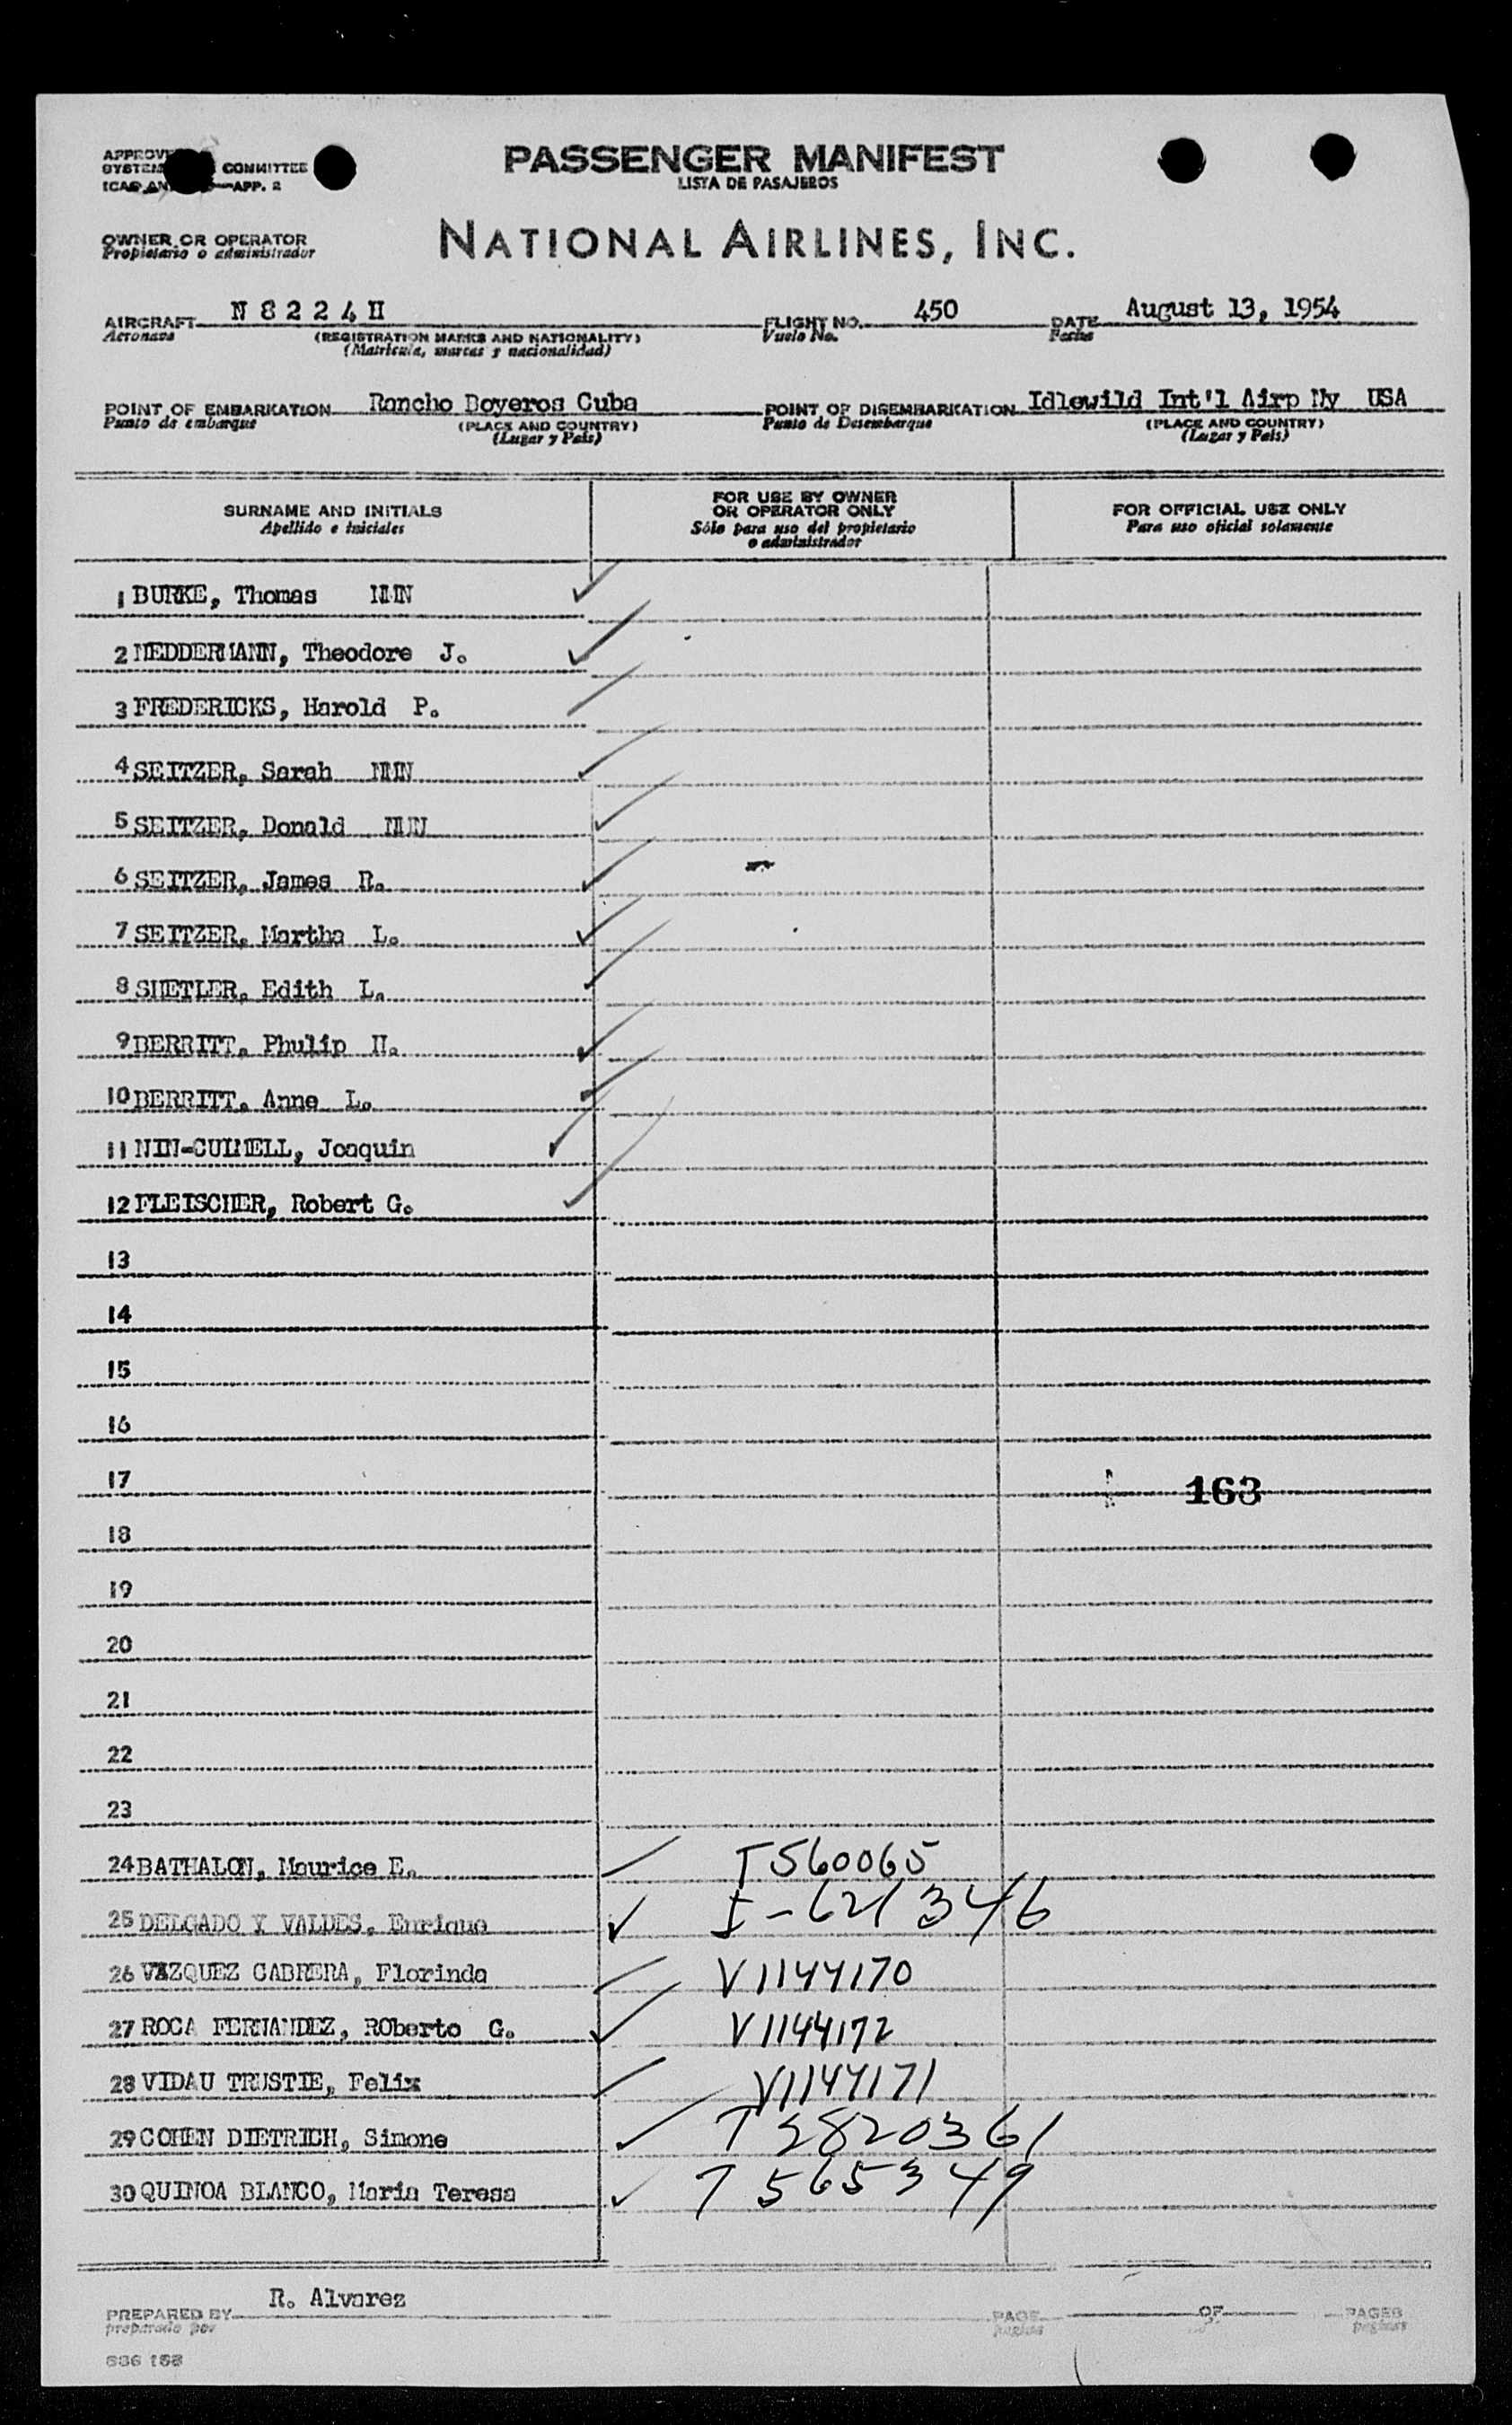 PASSENGER MANIFEST
LISTA DE PASAJEROS
COMMITTEE
APP. 2
OWNER OR OPERATOR
Propietario o administrador
NATIONAL AIRLINES, INC.
AIRCRAFT N 8 2 2 4 H FLIGHT NO. 450 DATE August 13, 1954
Aeronave (REGISTRATION MARKS AND NATIONALITY) Vuelo No. Fecha
(Matricula, marcas y nacionalidad)
POINT OF EMBARKATION Rancho Boyeros Cuba POINT OF DISEMBARKATION Idlewild Int'l Airp Ny USA
Punto de embarque (PLACE AND COUNTRY) Punto de Desembarque (PLACE AND COUNTRY)
(Lugar y País) (Lugar y País)
SURNAME AND INITIALS
Apellido e iniciales
FOR USE BY OWNER
OR OPERATOR ONLY
Sólo para uso del propietario
o administrador
FOR OFFICIAL USE ONLY
Para uso oficial solamente
1 BURKE, Thomas NMN
2 NEDDERMANN, Theodore J.
3 FREDERICKS, Harold P.
4 SEITZER, Sarah NMN
5 SEITZER, Donald NMN
6 SEITZER, James R.
7 SEITZER, Martha L.
8 SHETLER, Edith L.
9 BERRITT, Phulip H.
10 BERRITT, Anne L.
11 NIN-CULMELL, Joaquin
12 FLEISCHER, Robert G.
13
14
15
16
17 163
18
19
20
21
22
23
24 BATHALON, Maurice E. T560065
25 DELGADO Y VALDES, Enrique I-621346
26 VAZQUEZ CABRERA, Florinda V1144170
27 ROCA FERNANDEZ, ROberto G. V1144172
28 VIDAU TRUSTIE, Felix V1144171
29 COHEN DIETRICH, Simone T2820361
30 QUINOA BLANCO, Maria Teresa T565349
PREPARED BY R. Alvarez PAGE OF PAGES
preparado por página páginas